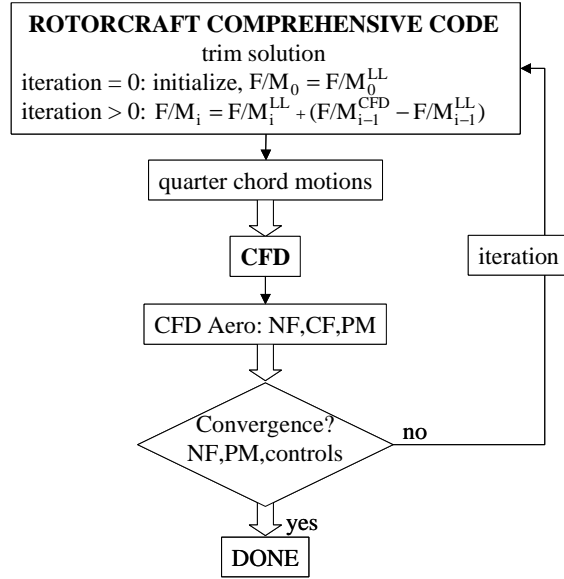 ROTORCRAFT COMPREHENSIVE CODE
trim solution
iteration = 0: initialize, F/M₀ = F/M₀ᴸᴸ
iteration > 0: F/Mᵢ = F/Mᵢᴸᴸ + (F/Mᵢ₋₁ᶜᶠᴰ − F/Mᵢ₋₁ᴸᴸ)
quarter chord motions
CFD
iteration
CFD Aero: NF,CF,PM
Convergence?
NF,PM,controls
no
yes
DONE